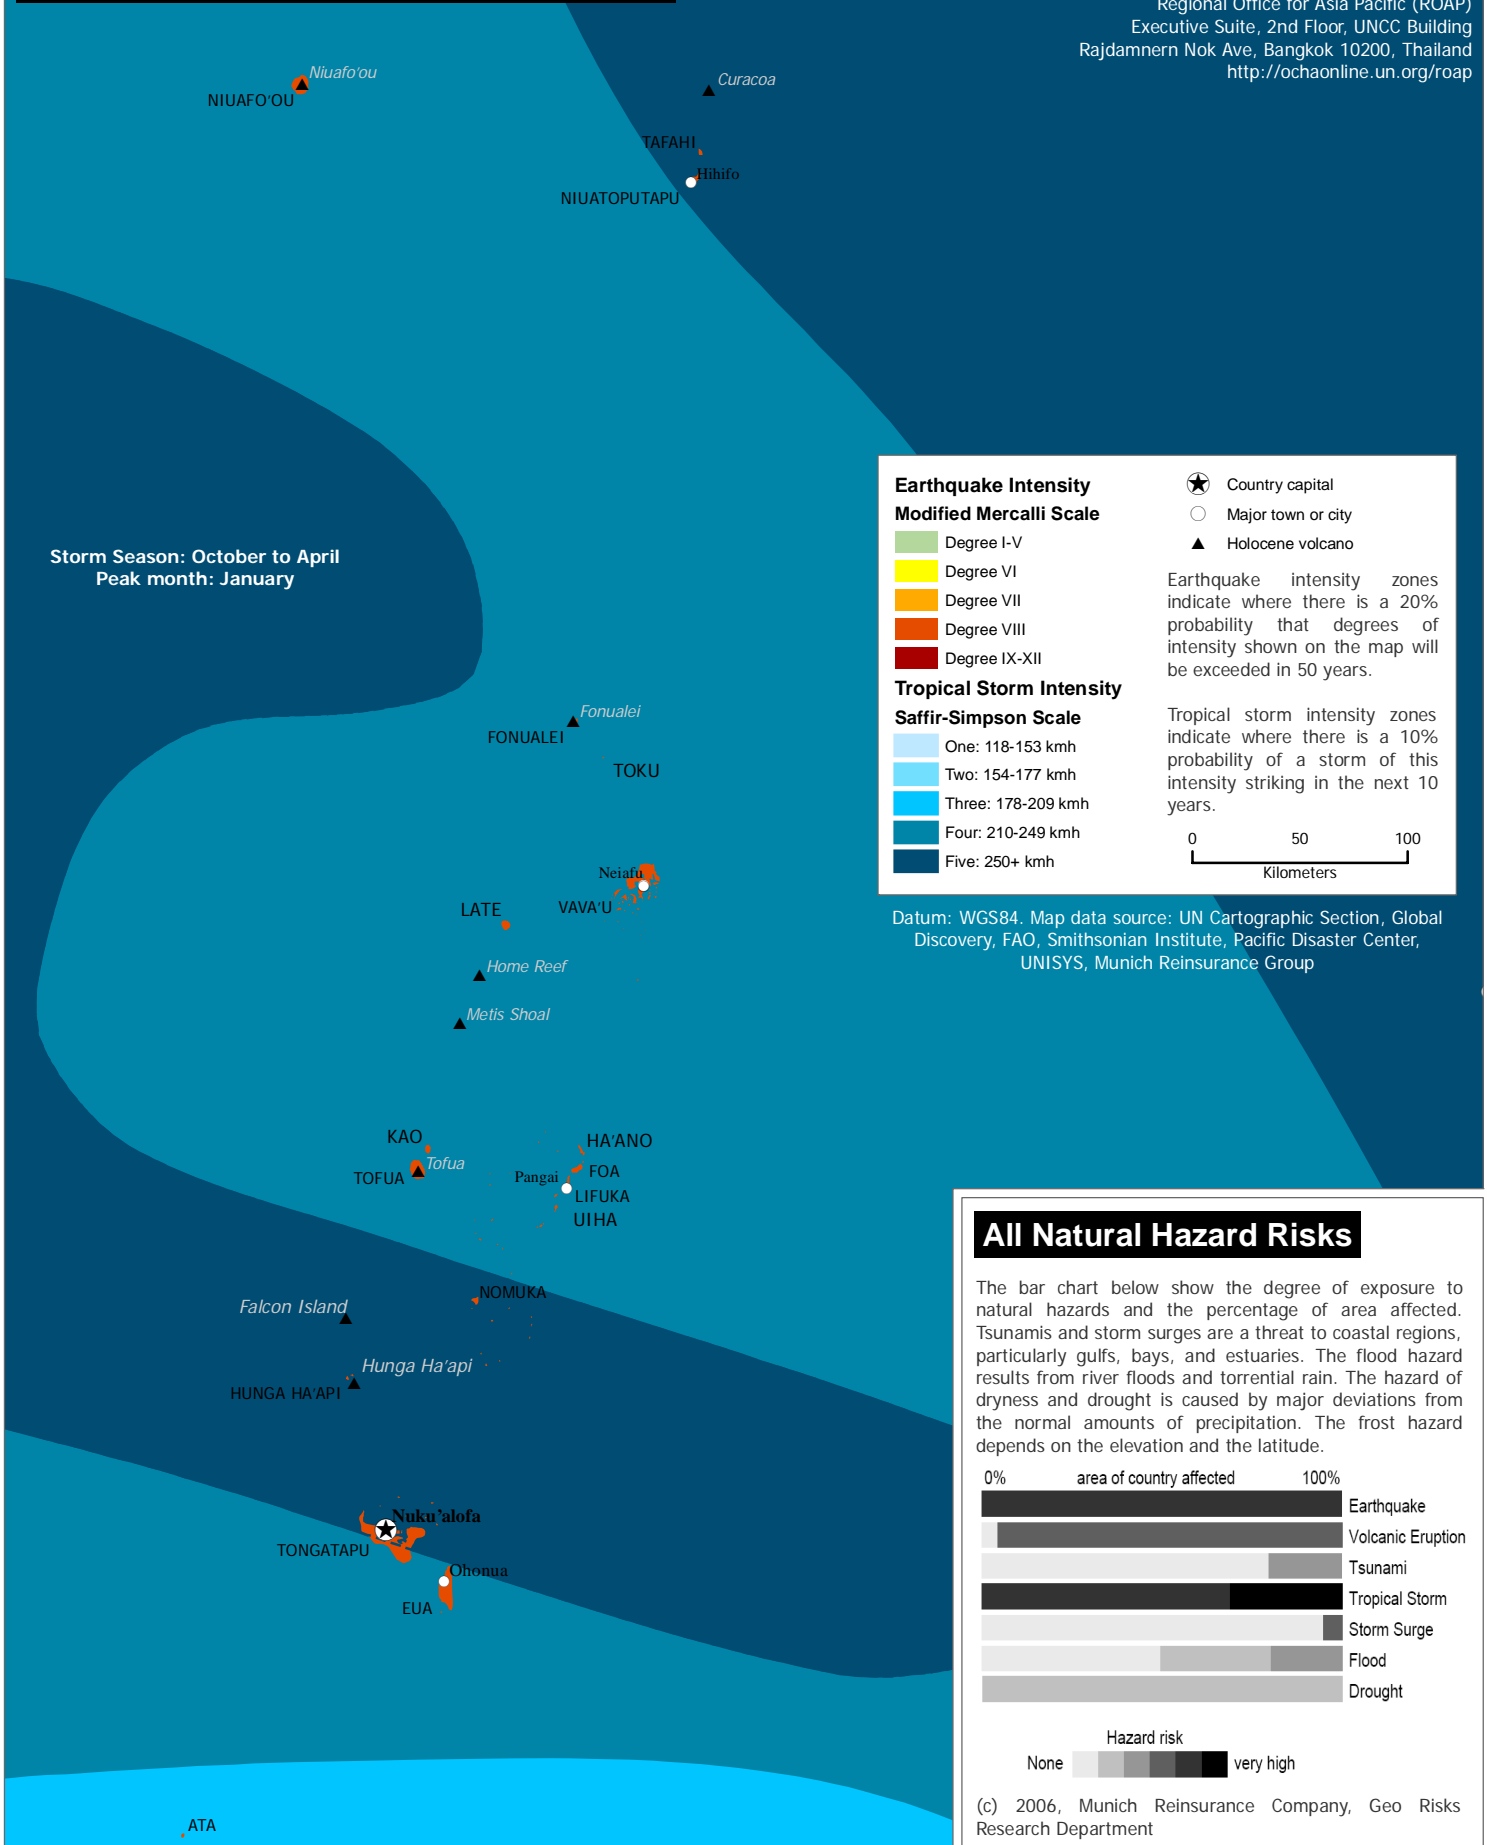 Regional Office for Asia Pacific (ROAP)
Executive Suite, 2nd Floor, UNCC Building
Rajdamnern Nok Ave, Bangkok 10200, Thailand
http://ochaonline.un.org/roap
Niuafo'ou
NIUAFO'OU
Curacoa
TAFAHI
Hihifo
NIUATOPUTAPU
Storm Season: October to April
Peak month: January
Earthquake Intensity
Modified Mercalli Scale
Degree I-V
Degree VI
Degree VII
Degree VIII
Degree IX-XII
Tropical Storm Intensity
Saffir-Simpson Scale
One: 118-153 kmh
Two: 154-177 kmh
Three: 178-209 kmh
Four: 210-249 kmh
Five: 250+ kmh
Country capital
Major town or city
Holocene volcano
Earthquake intensity zones
indicate where there is a 20%
probability that degrees of
intensity shown on the map will
be exceeded in 50 years.
Tropical storm intensity zones
indicate where there is a 10%
probability of a storm of this
intensity striking in the next 10
years.
0 50 100
Kilometers
Datum: WGS84. Map data source: UN Cartographic Section, Global
Discovery, FAO, Smithsonian Institute, Pacific Disaster Center,
UNISYS, Munich Reinsurance Group
Fonualei
FONUALEI
TOKU
Neiafu
VAVA'U
LATE
Home Reef
Metis Shoal
KAO
Tofua
TOFUA
HA'ANO
FOA
Pangai
LIFUKA
UIHA
NOMUKA
Falcon Island
Hunga Ha'api
HUNGA HA'API
Nuku'alofa
TONGATAPU
Ohonua
EUA
ATA
All Natural Hazard Risks
The bar chart below show the degree of exposure to
natural hazards and the percentage of area affected.
Tsunamis and storm surges are a threat to coastal regions,
particularly gulfs, bays, and estuaries. The flood hazard
results from river floods and torrential rain. The hazard of
dryness and drought is caused by major deviations from
the normal amounts of precipitation. The frost hazard
depends on the elevation and the latitude.
0% area of country affected 100%
Earthquake
Volcanic Eruption
Tsunami
Tropical Storm
Storm Surge
Flood
Drought
Hazard risk
None very high
(c) 2006, Munich Reinsurance Company, Geo Risks
Research Department